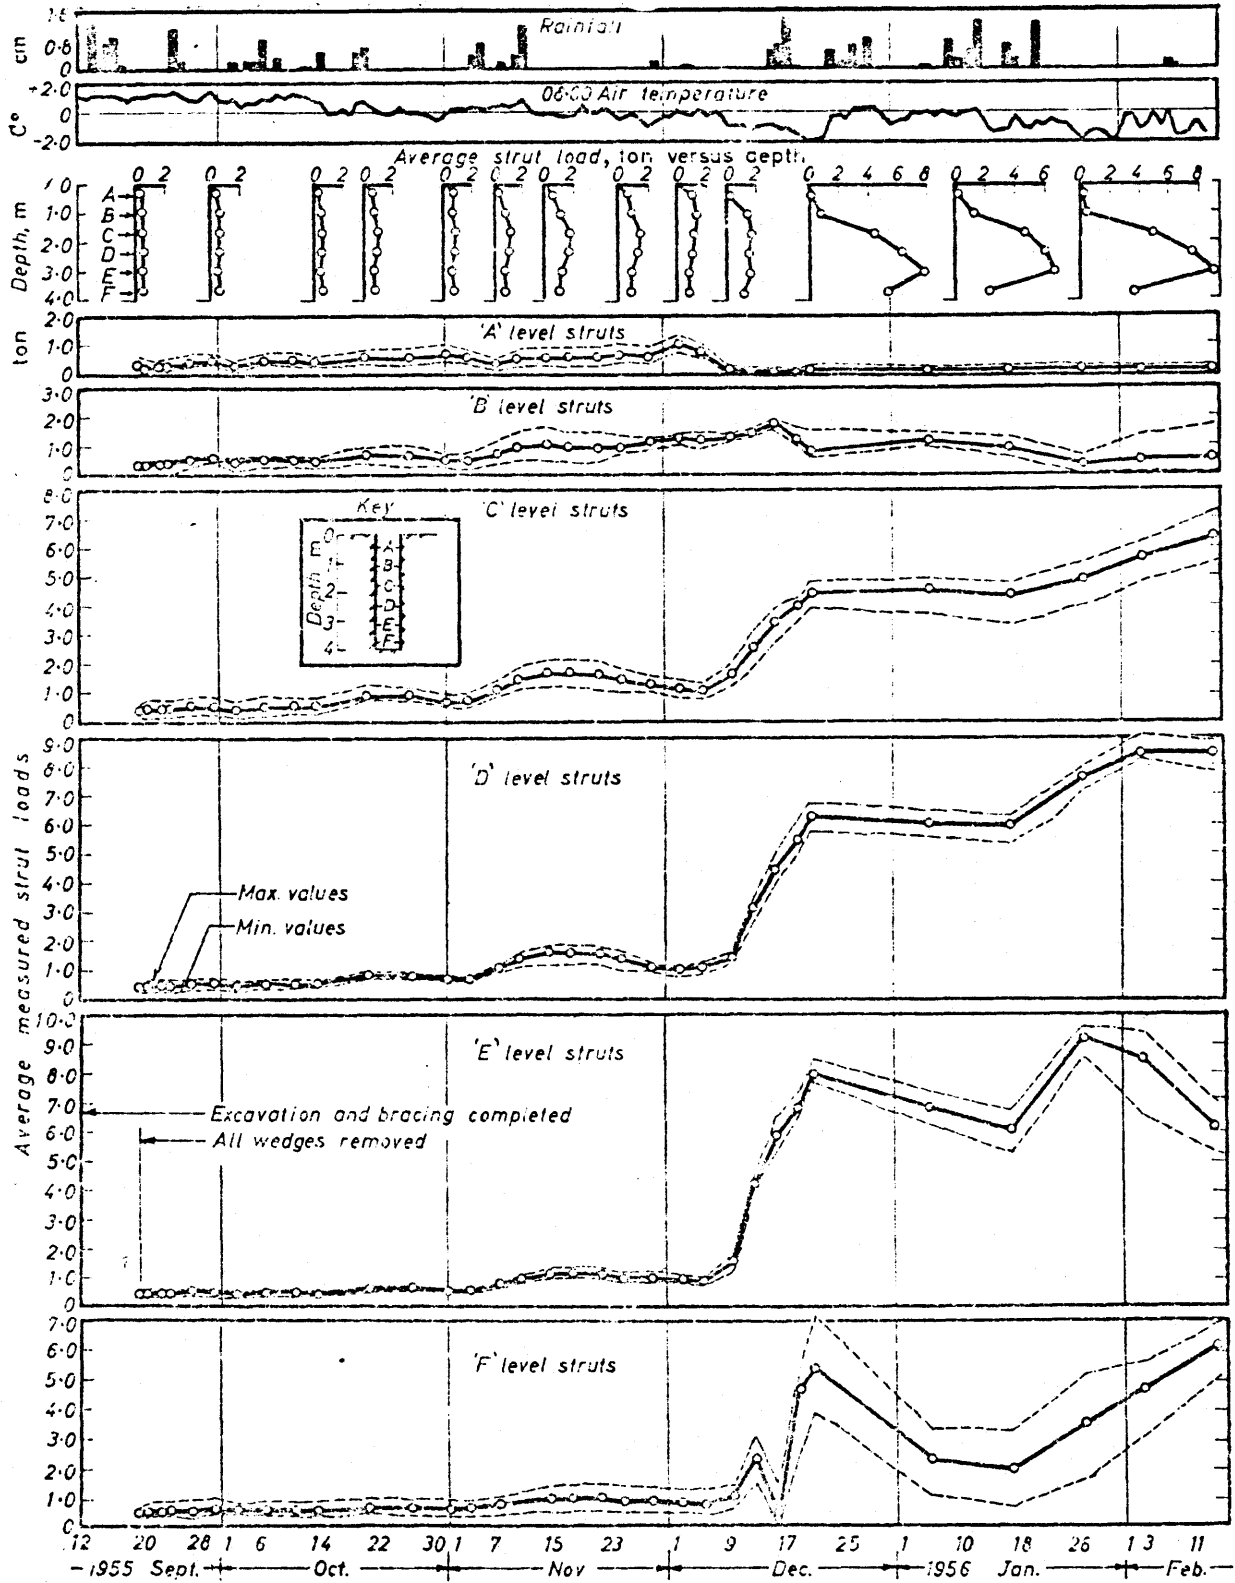 1·6
Rainfall
cm
0·8
0
+2·0
06·00 Air temperature
C°
0
-2·0
Average strut load, ton versus depth
0 2 0 2 0 2 0 2 0 2 0 2 0 2 0 2 0 2 0 2 0 2 4 6 8 0 2 4 6 0 2 4 6 8
Depth, m
A
B 1·0
C
D 2·0
E 3·0
F 4·0
ton
2·0
'A' level struts
1·0
0
3·0
'B' level struts
2·0
1·0
0
8·0
'C' level struts
7·0
6·0
5·0
4·0
3·0
2·0
1·0
0
Key
Depth m
0
1
2
3
4
A
B
C
D
E
F
9·0
'D' level struts
8·0
7·0
6·0
5·0
4·0
3·0
2·0
1·0
0
Max. values
Min. values
Average measured strut loads
10·0
'E' level struts
9·0
8·0
7·0
6·0
5·0
4·0
3·0
2·0
1·0
0
Excavation and bracing completed
All wedges removed
7·0
'F' level struts
6·0
5·0
4·0
3·0
2·0
1·0
0
12 20 28 1 6 14 22 30 1 7 15 23 1 9 17 25 1 10 18 26 1 3 11
1955 Sept. Oct. Nov Dec. 1956 Jan. Feb.